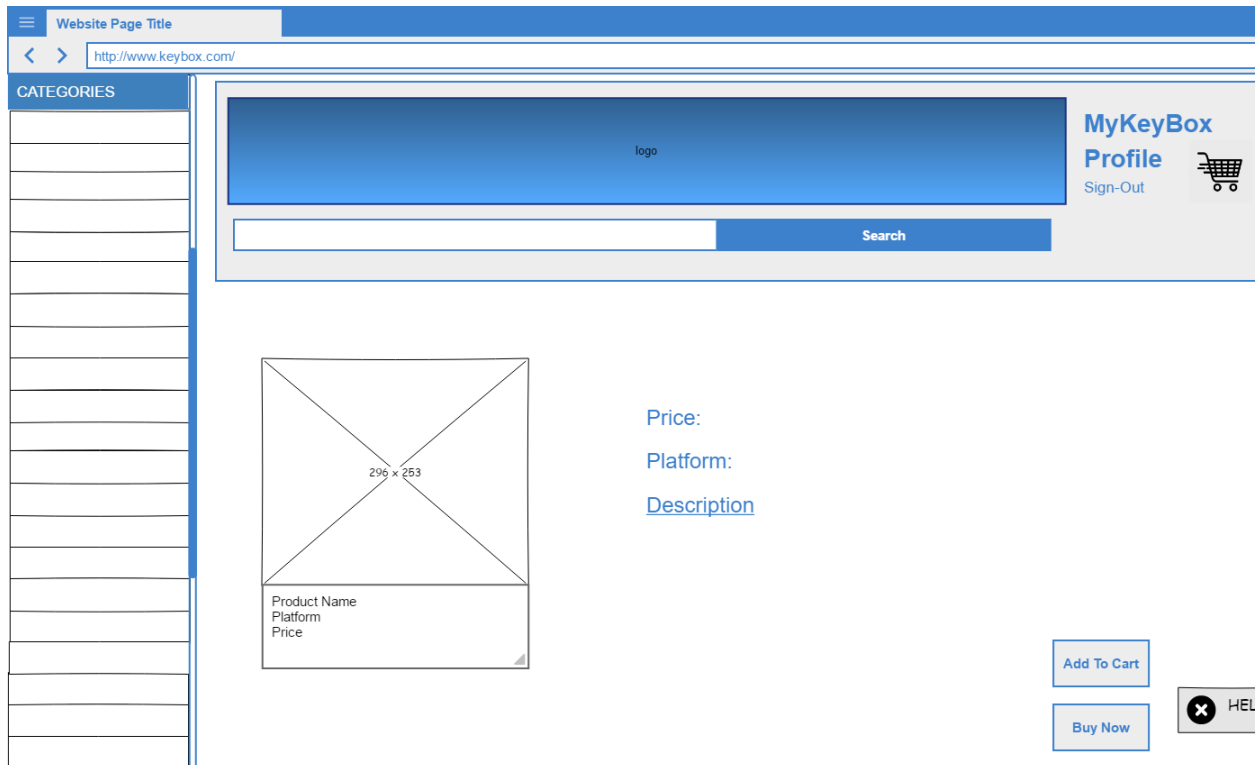 Website Page Title
http://www.keybox.com/
CATEGORIES
logo
MyKeyBox
Profile
Sign-Out
Search
296 x 253
Product Name
Platform
Price
Price:
Platform:
Description
Add To Cart
Buy Now
HEL